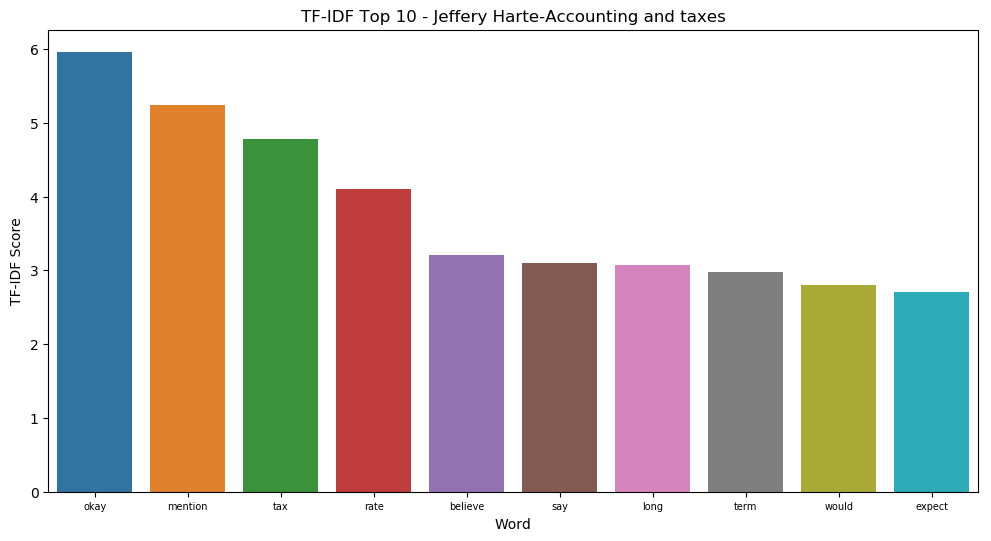 TF-IDF Top 10 - Jeffery Harte-Accounting and taxes
TF-IDF Score
6
5
4
3
2
1
0
okay mention tax rate believe say long term would expect
Word